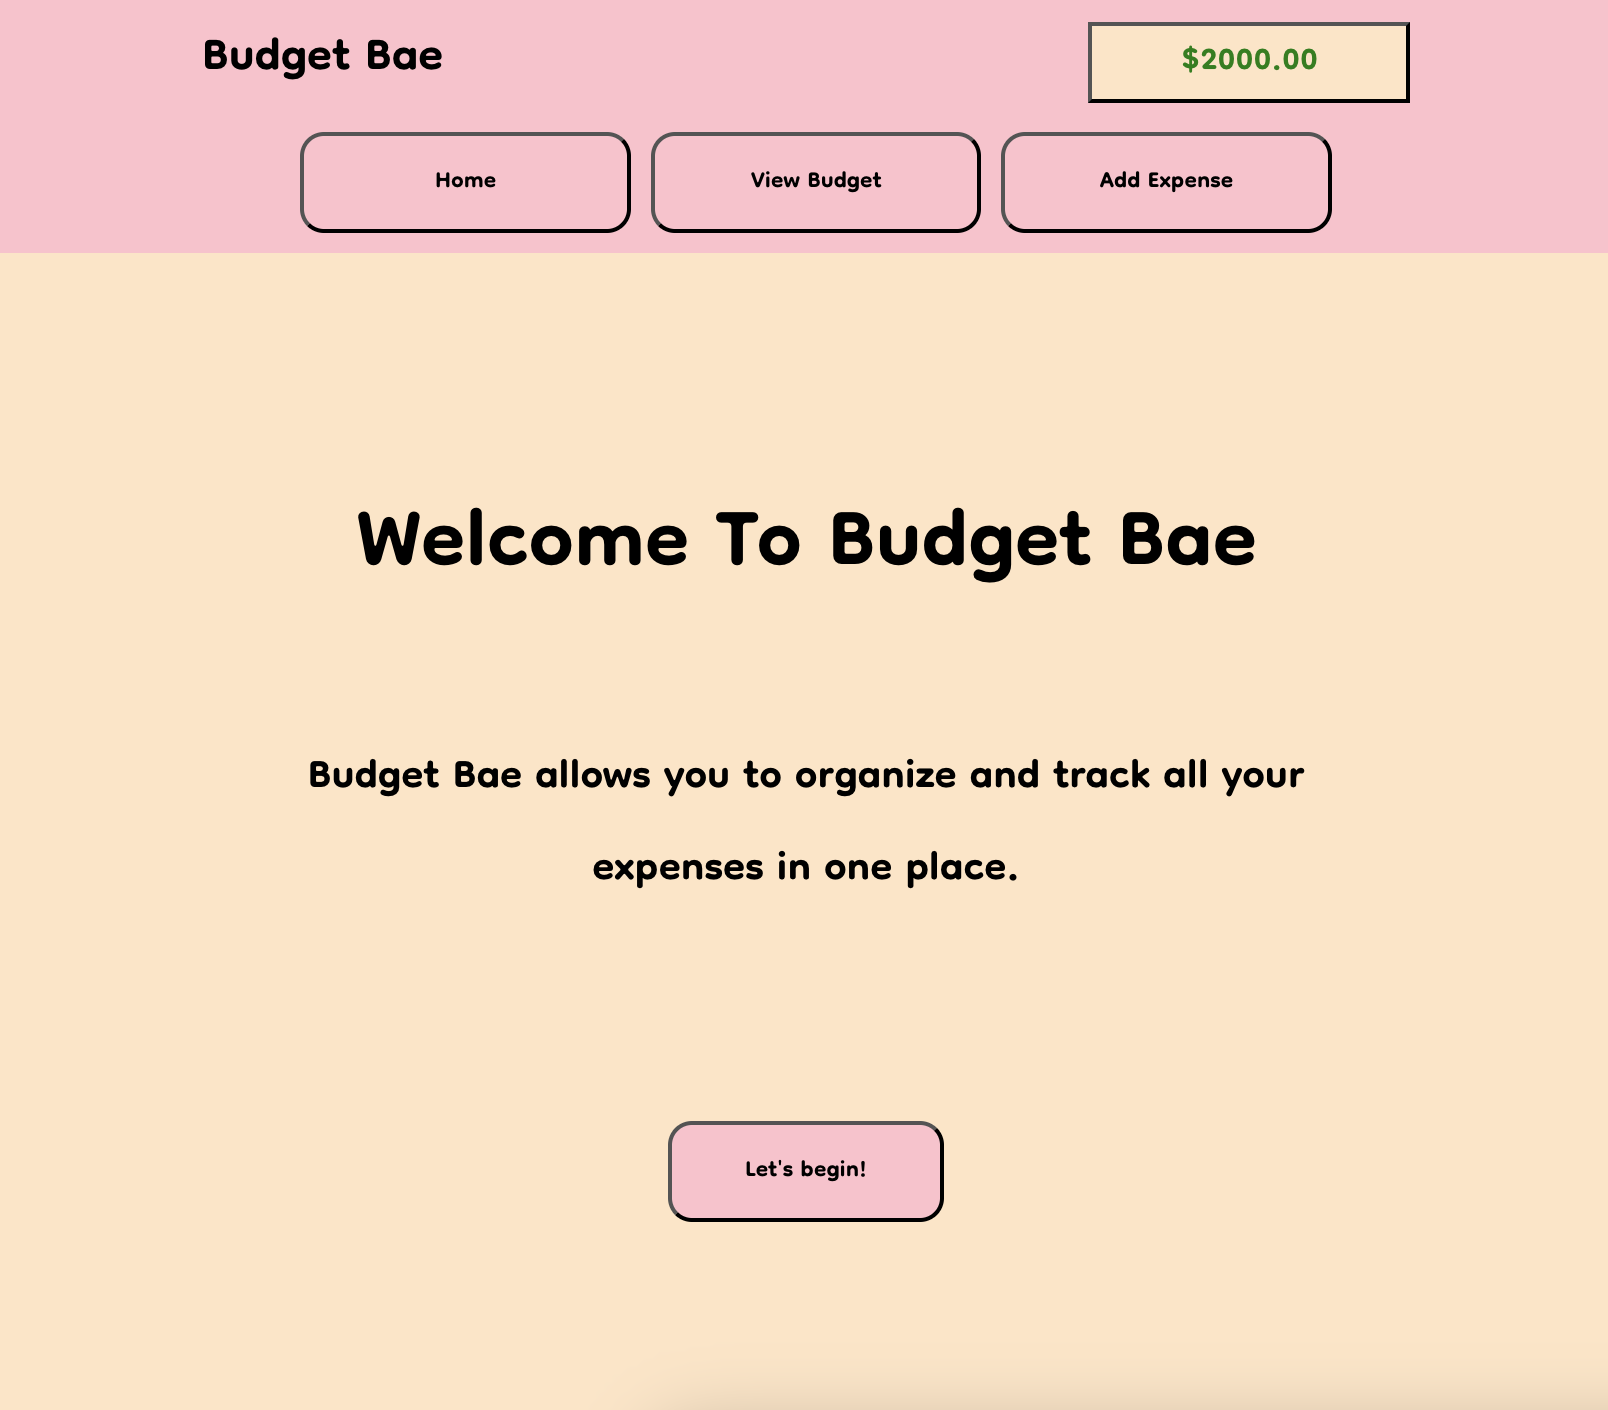 Budget Bae
$2000.00
Home
View Budget
Add Expense
Welcome To Budget Bae
Budget Bae allows you to organize and track all your
expenses in one place.
Let's begin!